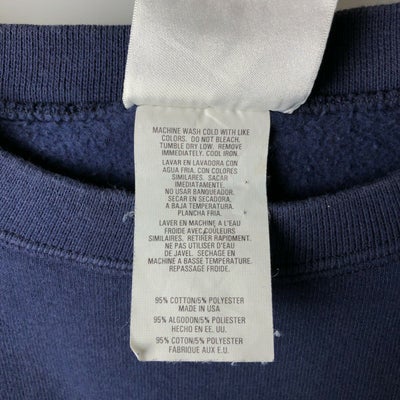 MACHINE WASH COLD WITH LIKE
COLORS. DO NOT BLEACH.
TUMBLE DRY LOW. REMOVE
IMMEDIATELY. COOL IRON.
LAVAR EN LAVADORA CON
AGUA FRIA. CON COLORES
SIMILARES. SACAR
IMEDIATAMENTE.
NO USAR BANQUEADOR.
SECAR EN SECADORA.
A BAJA TEMPERATURA.
PLANCHA FRIA.
LAVER EN MACHINE A L'EAU
FROIDE AVEC COULEURS
SIMILAIRES. RETIRER RAPIDMENT.
NE PAS UTILISER D'EAU
DE JAVEL. SECHAGE EN
MACHINE A BASSE TEMPERATURE.
REPASSAGE FROIDE.
95% COTTON/5% POLYESTER
MADE IN USA
95% ALGODON/5% POLIESTER
HECHO EN EE. UU.
95% COTON/5% POLYESTER
FABRIQUE AUX E.U.